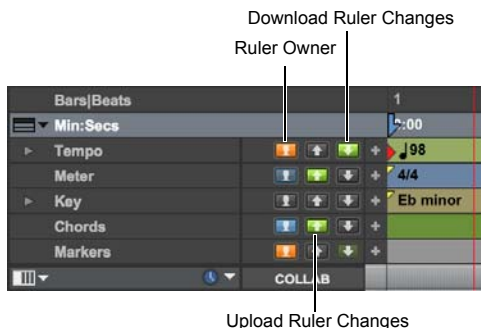 Download Ruler Changes
Ruler Owner
Bars|Beats 1
Min:Secs :00
Tempo + 98
Meter + 4/4
Key + Eb minor
Chords +
Markers +
COLLAB
Upload Ruler Changes